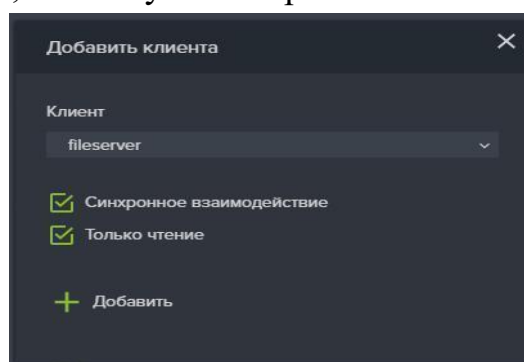 Добавить клиента
Клиент
fileserver
Синхронное взаимодействие
Только чтение
Добавить